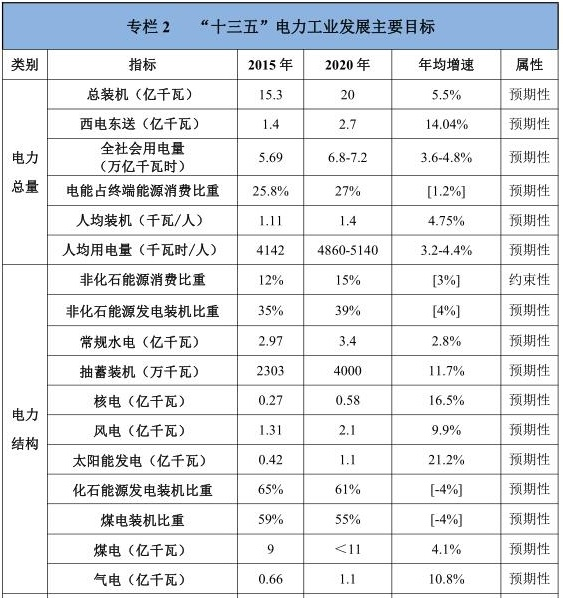 专栏 2 “十三五”电力工业发展主要目标
类别 指标 2015 年 2020 年 年均增速 属性
电力
总量
总装机（亿千瓦） 15.3 20 5.5% 预期性
西电东送（亿千瓦） 1.4 2.7 14.04% 预期性
全社会用电量
（万亿千瓦时） 5.69 6.8-7.2 3.6-4.8% 预期性
电能占终端能源消费比重 25.8% 27% [1.2%] 预期性
人均装机（千瓦/人） 1.11 1.4 4.75% 预期性
人均用电量（千瓦时/人） 4142 4860-5140 3.2-4.4% 预期性
电力
结构
非化石能源消费比重 12% 15% [3%] 约束性
非化石能源发电装机比重 35% 39% [4%] 预期性
常规水电（亿千瓦） 2.97 3.4 2.8% 预期性
抽蓄装机（万千瓦） 2303 4000 11.7% 预期性
核电（亿千瓦） 0.27 0.58 16.5% 预期性
风电（亿千瓦） 1.31 2.1 9.9% 预期性
太阳能发电（亿千瓦） 0.42 1.1 21.2% 预期性
化石能源发电装机比重 65% 61% [-4%] 预期性
煤电装机比重 59% 55% [-4%] 预期性
煤电（亿千瓦） 9 ＜11 4.1% 预期性
气电（亿千瓦） 0.66 1.1 10.8% 预期性